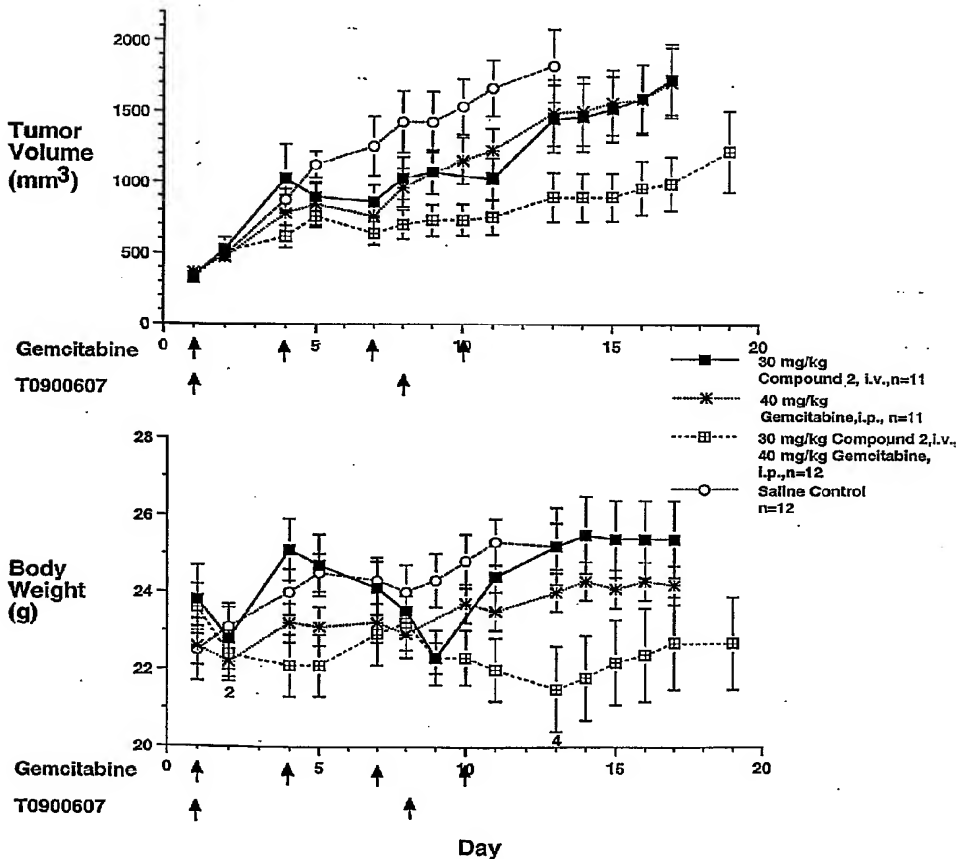 2000
1500
1000
500
0
Tumor
Volume
(mm3)
0 5 10 15 20
Gemcitabine
T0900607
30 mg/kg
Compound 2, i.v.,n=11
40 mg/kg
Gemcitabine,i.p., n=11
30 mg/kg Compound 2,i.v.,
40 mg/kg Gemcitabine,
i.p.,n=12
Saline Control
n=12
28
26
24
22
20
Body
Weight
(g)
2
4
0 5 10 15 20
Gemcitabine
T0900607
Day